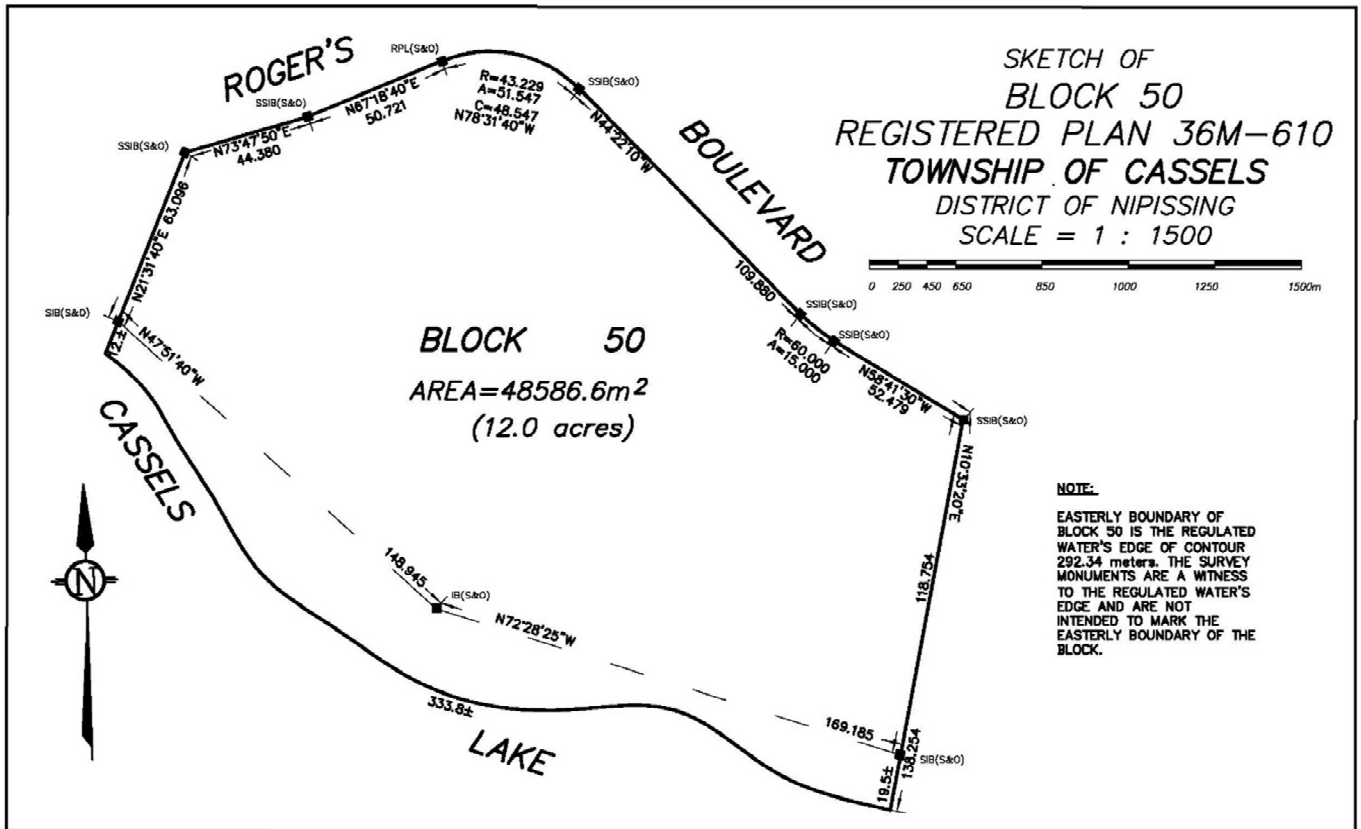 SKETCH OF
BLOCK 50
REGISTERED PLAN 36M-610
TOWNSHIP OF CASSELS
DISTRICT OF NIPISSING
SCALE = 1 : 1500
0 250 450 650 850 1000 1250 1500m
ROGER'S
BOULEVARD
RPL(S&O)
SSIB(S&O)
SSIB(S&O)
SSIB(S&O)
N67°18'40"E
50.721
R=43.229
A=51.547
C=48.547
N78°31'40"W
N73°47'50"E
44.380
N44°22'10"W
109.880
N21°31'40"E 63.096
SIB(S&O)
12.±
N47°51'40"W
148.945
BLOCK 50
AREA=48586.6m²
(12.0 acres)
SSIB(S&O)
SSIB(S&O)
R=60.000
A=15.000
N58°41'30"W
52.479
SSIB(S&O)
N10°33'20"E
118.754
138.254
19.5±
SIB(S&O)
IB(S&O)
N72°28'25"W
169.185
333.8±
CASSELS
LAKE
N
NOTE:
EASTERLY BOUNDARY OF
BLOCK 50 IS THE REGULATED
WATER'S EDGE OF CONTOUR
292.34 meters. THE SURVEY
MONUMENTS ARE A WITNESS
TO THE REGULATED WATER'S
EDGE AND ARE NOT
INTENDED TO MARK THE
EASTERLY BOUNDARY OF THE
BLOCK.